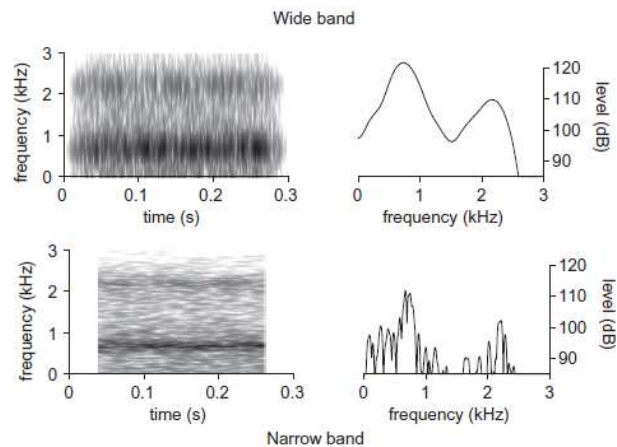 Wide band
3
2
1
0
frequency (kHz)
0 0.1 0.2 0.3
time (s)
120
110
100
90
level (dB)
0 1 2 3
frequency (kHz)
3
2
1
0
frequency (kHz)
0 0.1 0.2 0.3
time (s)
120
110
100
90
level (dB)
0 1 2 3
frequency (kHz)
Narrow band